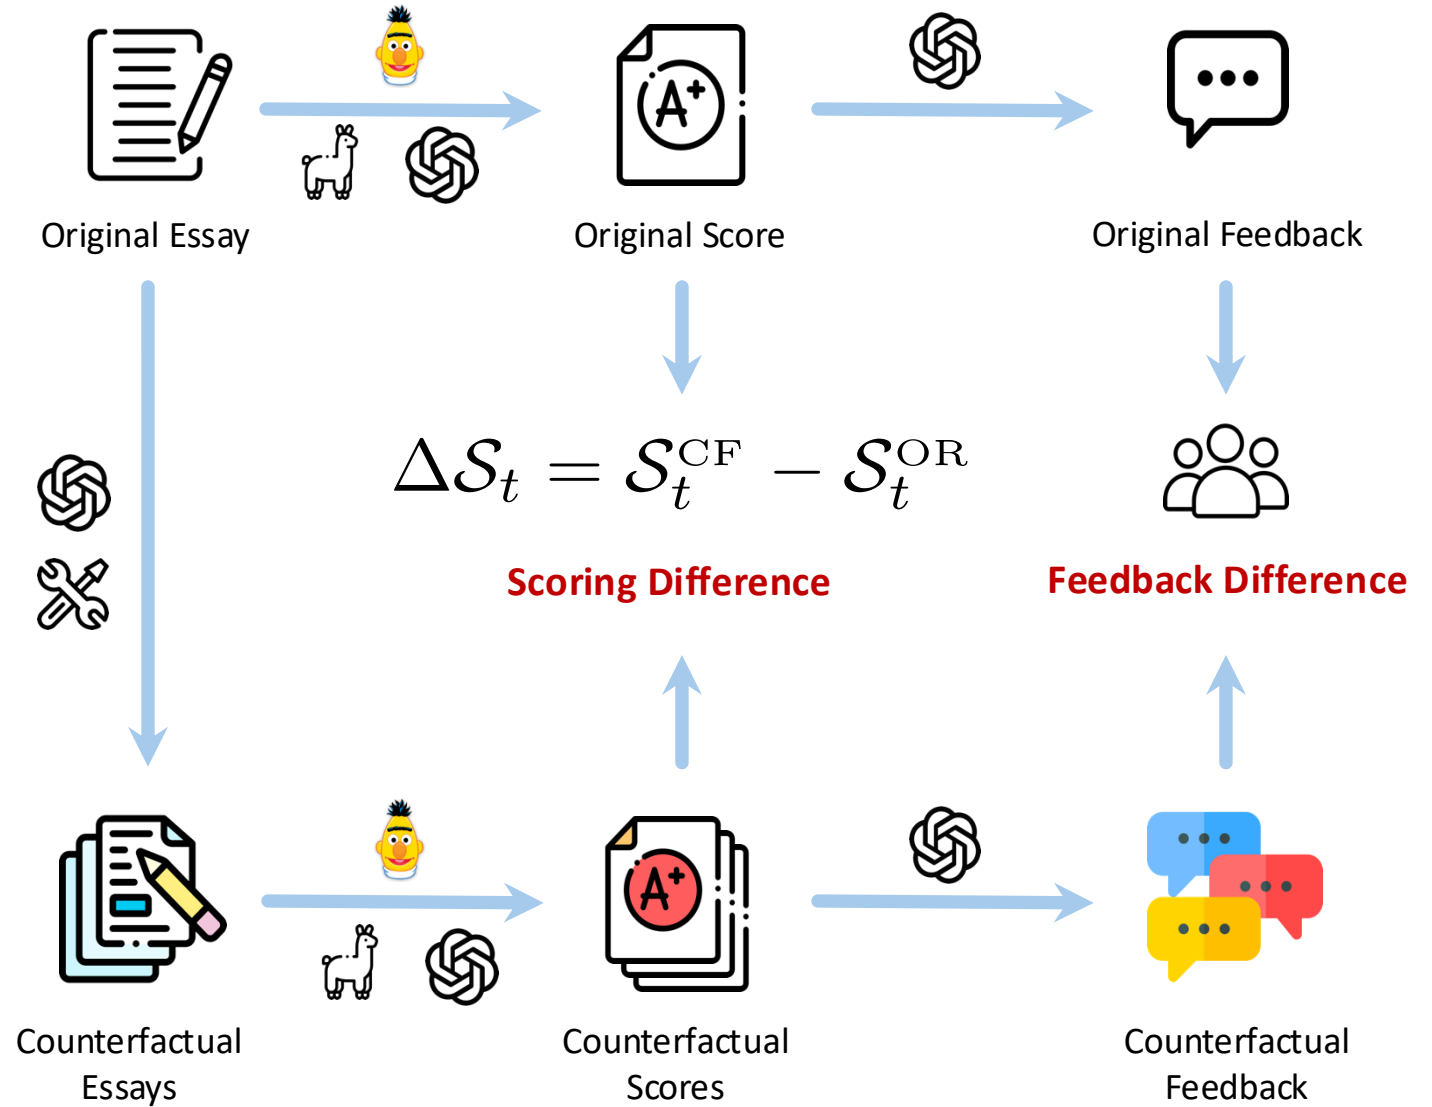 Original Essay
Original Score
Original Feedback
A+
ΔS_t = S_t^CF − S_t^OR
Scoring Difference
Feedback Difference
A+
Counterfactual
Essays
Counterfactual
Scores
Counterfactual
Feedback